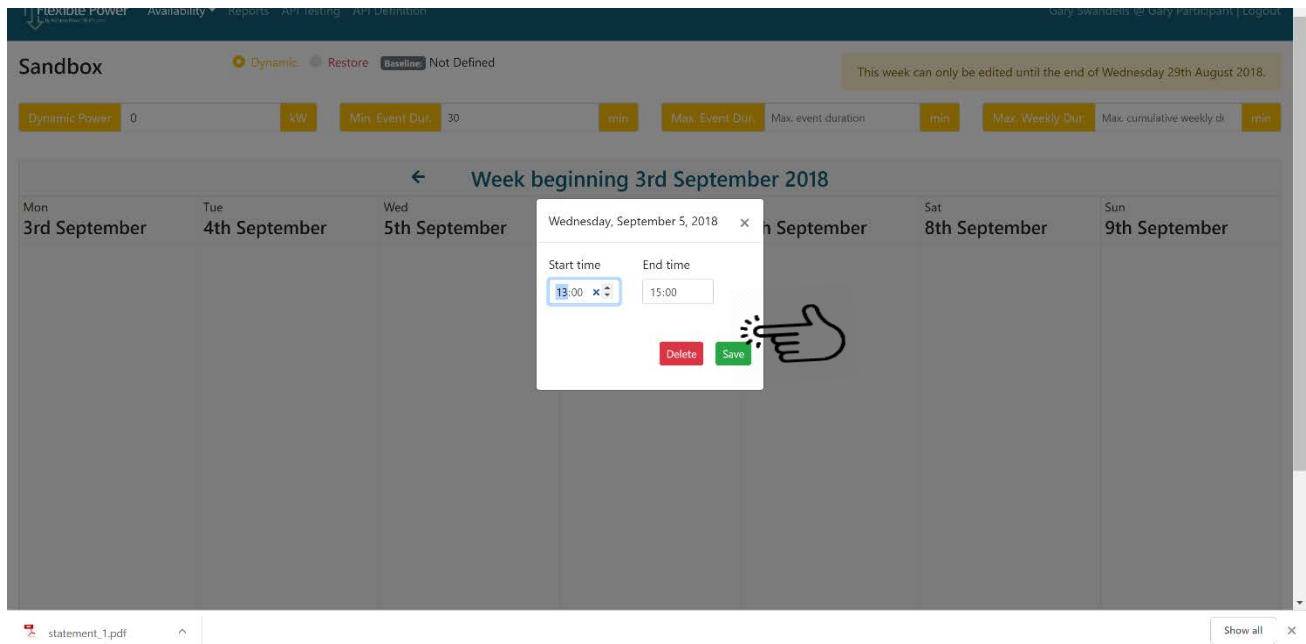 Flexible Power Availability Reports API Testing API Definition Gary Swandells @ Gary Participant | Logout
Sandbox Dynamic Restore Baseline: Not Defined This week can only be edited until the end of Wednesday 29th August 2018.
Dynamic Power 0 kW Min. Event Dur. 30 min Max. Event Dur. Max. event duration min Max. Weekly Dur. Max. cumulative weekly du min
Week beginning 3rd September 2018
Mon Tue Wed Sat Sun
3rd September 4th September 5th September h September 8th September 9th September
Wednesday, September 5, 2018 ×
Start time End time
13:00 × 15:00
Delete Save
statement_1.pdf Show all ×